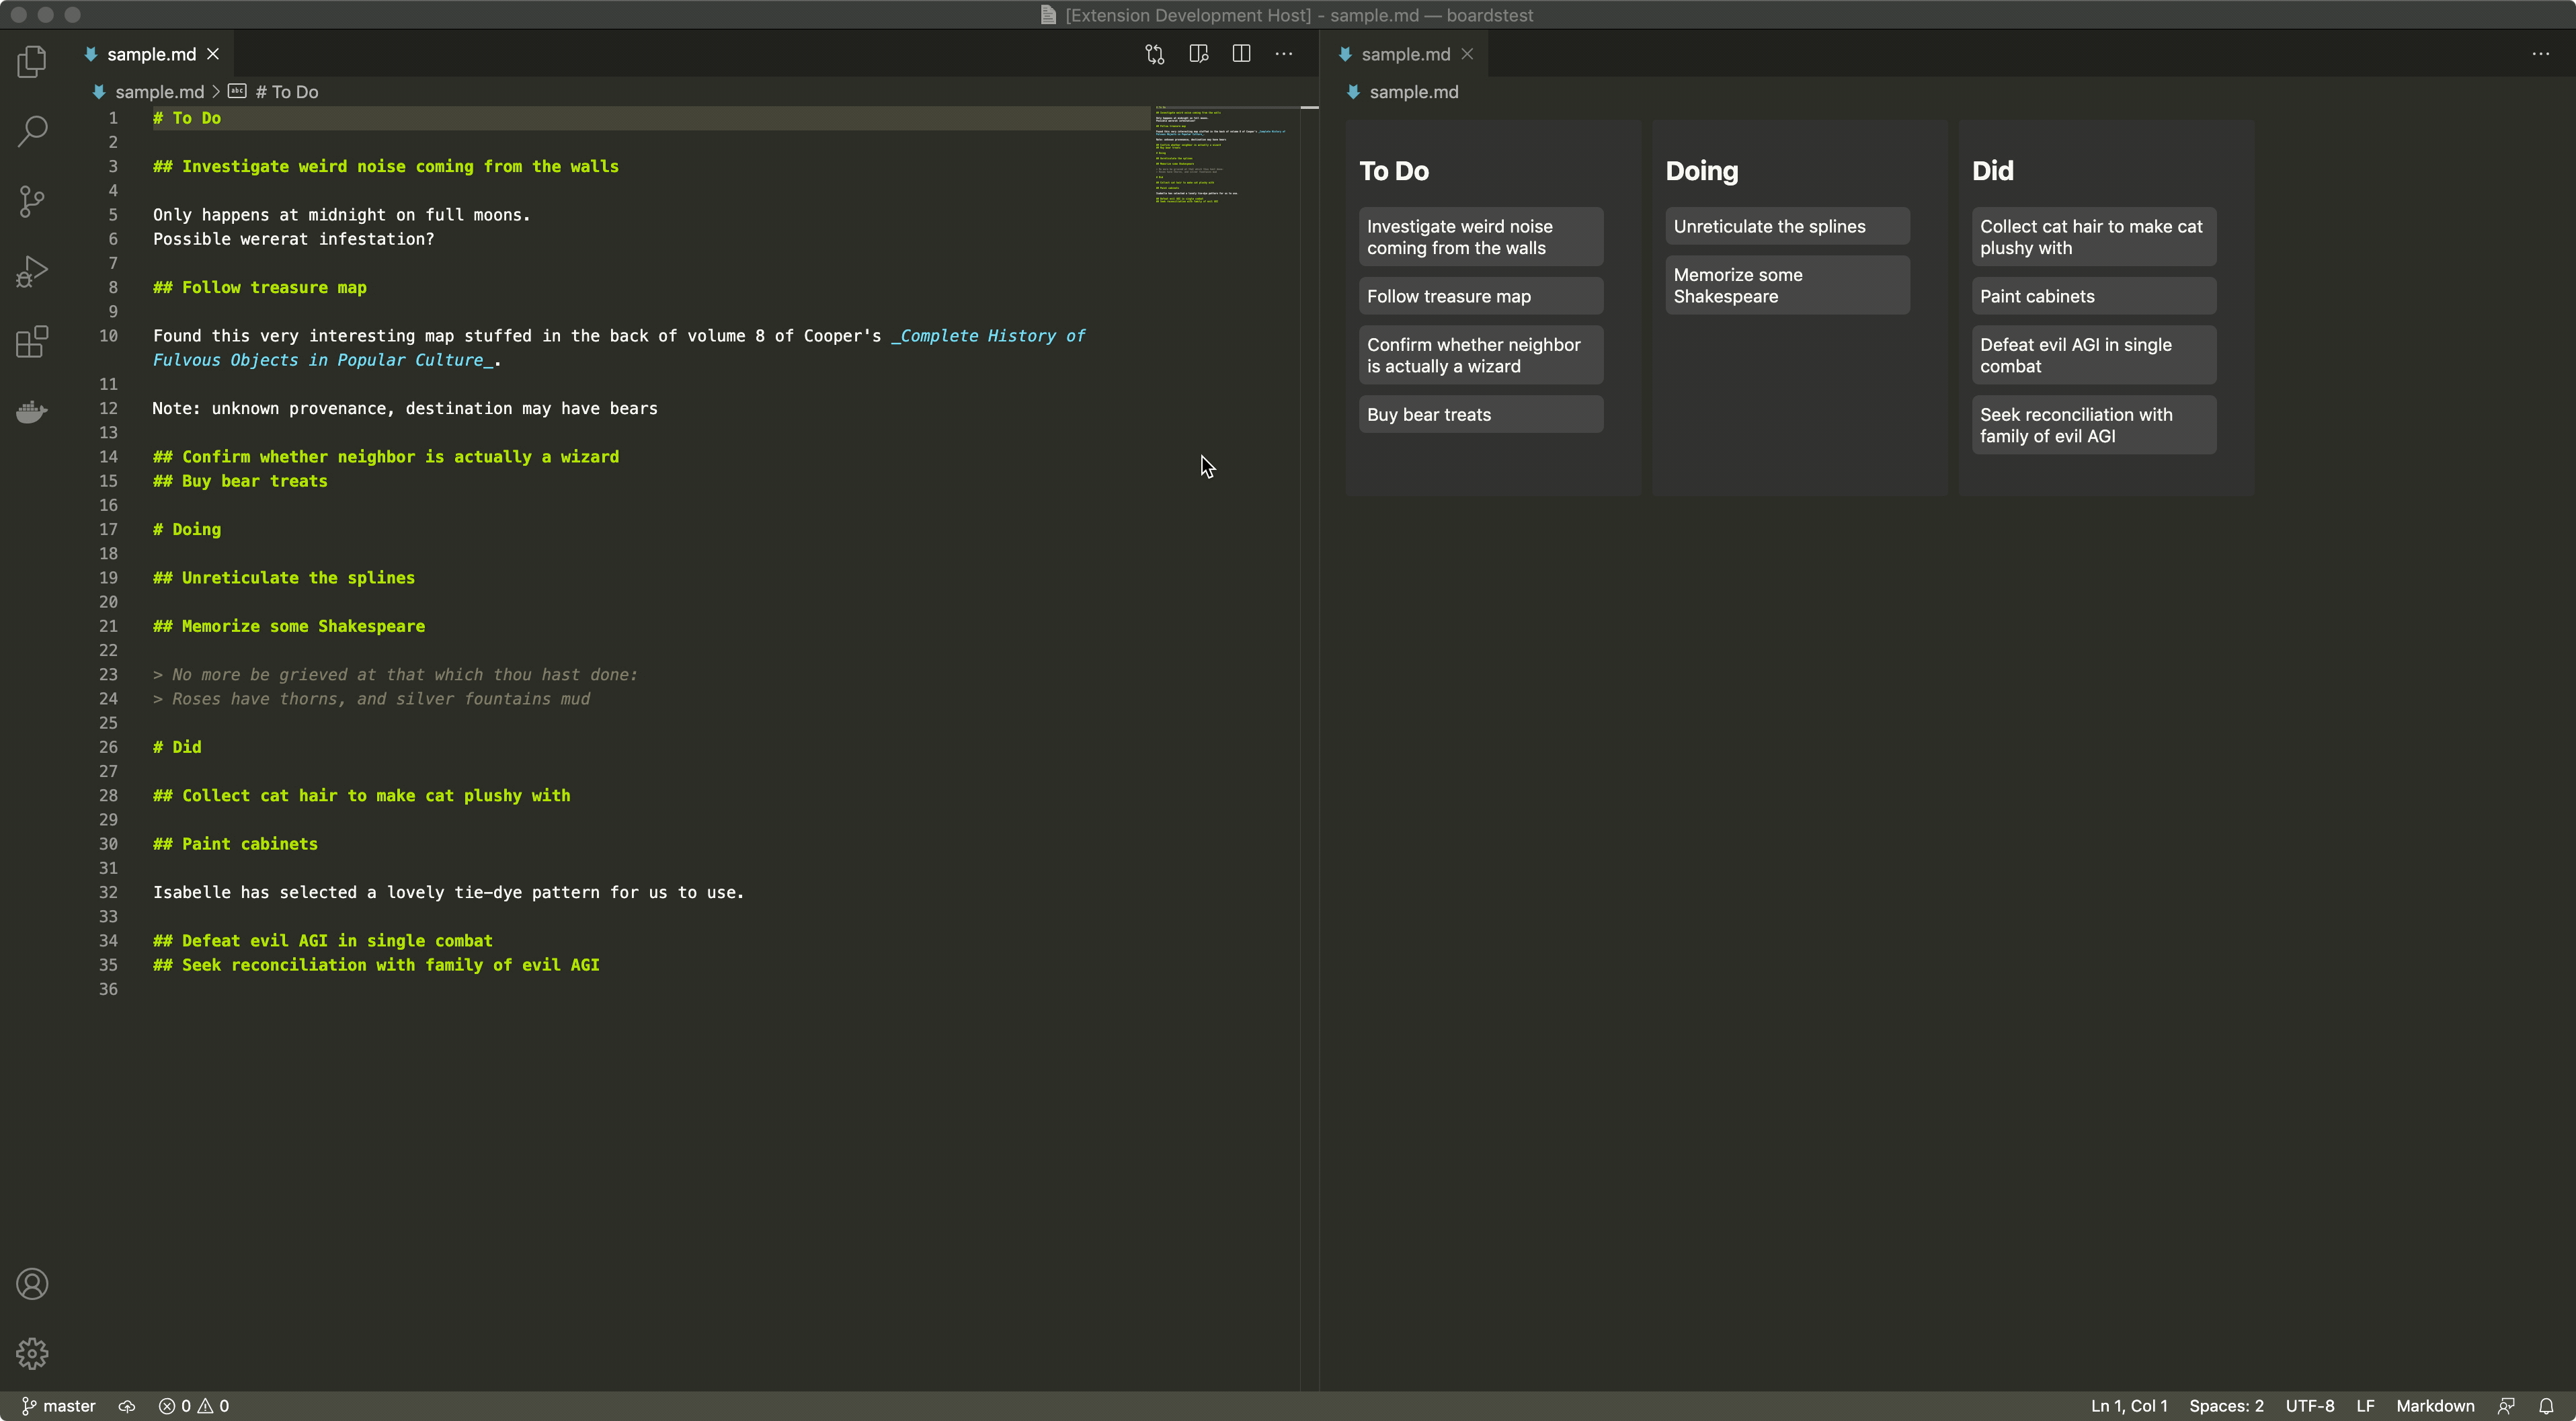 [Extension Development Host] - sample.md — boardstest
sample.md
sample.md > # To Do
1 # To Do
2
3 ## Investigate weird noise coming from the walls
4
5 Only happens at midnight on full moons.
6 Possible wererat infestation?
7
8 ## Follow treasure map
9
10 Found this very interesting map stuffed in the back of volume 8 of Cooper's _Complete History of
Fulvous Objects in Popular Culture_.
11
12 Note: unknown provenance, destination may have bears
13
14 ## Confirm whether neighbor is actually a wizard
15 ## Buy bear treats
16
17 # Doing
18
19 ## Unreticulate the splines
20
21 ## Memorize some Shakespeare
22
23 > No more be grieved at that which thou hast done:
24 > Roses have thorns, and silver fountains mud
25
26 # Did
27
28 ## Collect cat hair to make cat plushy with
29
30 ## Paint cabinets
31
32 Isabelle has selected a lovely tie-dye pattern for us to use.
33
34 ## Defeat evil AGI in single combat
35 ## Seek reconciliation with family of evil AGI
36
sample.md
sample.md
To Do
Investigate weird noise
coming from the walls
Follow treasure map
Confirm whether neighbor
is actually a wizard
Buy bear treats
Doing
Unreticulate the splines
Memorize some
Shakespeare
Did
Collect cat hair to make cat
plushy with
Paint cabinets
Defeat evil AGI in single
combat
Seek reconciliation with
family of evil AGI
master 0 0
Ln 1, Col 1 Spaces: 2 UTF-8 LF Markdown